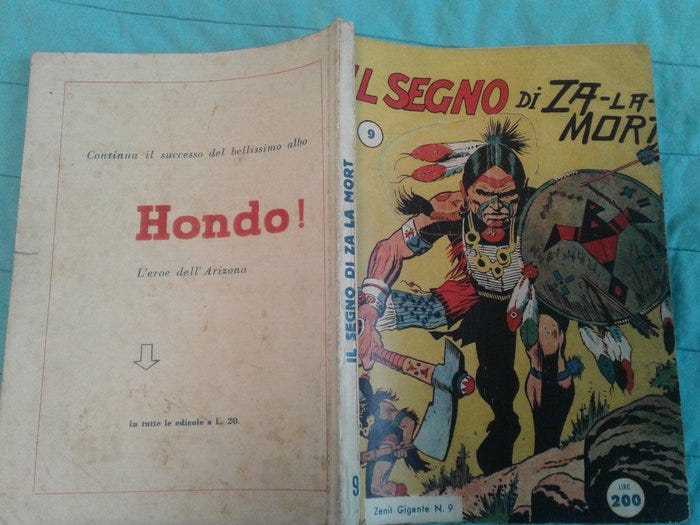 Continua il successo del bellissimo albo
Hondo!
L'eroe dell'Arizona
In tutte le edicole a L. 20.
IL SEGNO DI ZA LA MORT
9
IL SEGNO Di ZA-LA-
MORT
9
Zenit Gigante N. 9
LIRE
200